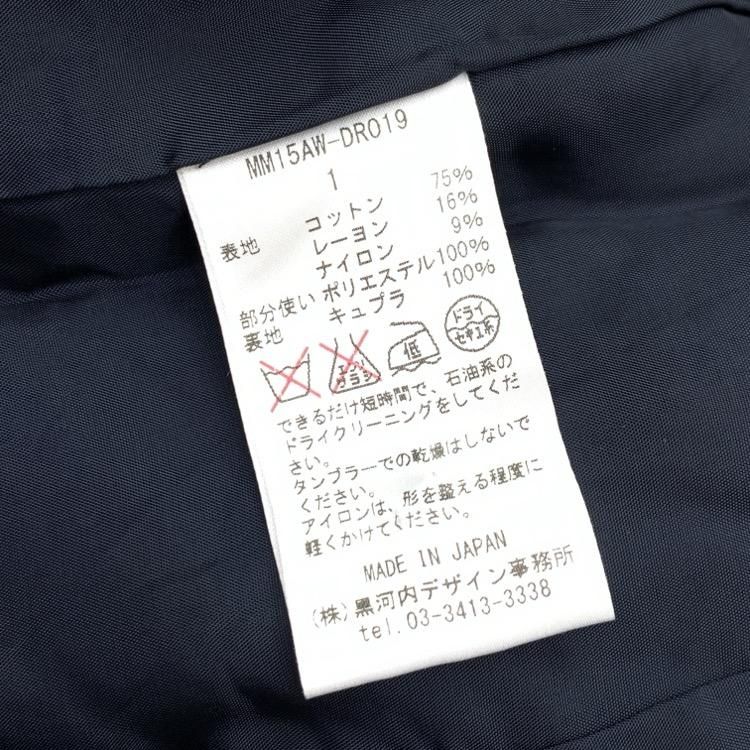 MM15AW-DR019
1
表地 コットン 75%
レーヨン 16%
ナイロン 9%
部分使い ポリエステル 100%
裏地 キュプラ 100%
エンソ サラシ 低 ドライ セキユ系
できるだけ短時間で、石油系の
ドライクリーニングをしてくだ
さい。
タンブラーでの乾燥はしないで
ください。
アイロンは、形を整える程度に
軽くかけてください。
MADE IN JAPAN
(株)黒河内デザイン事務所
tel.03-3413-3338